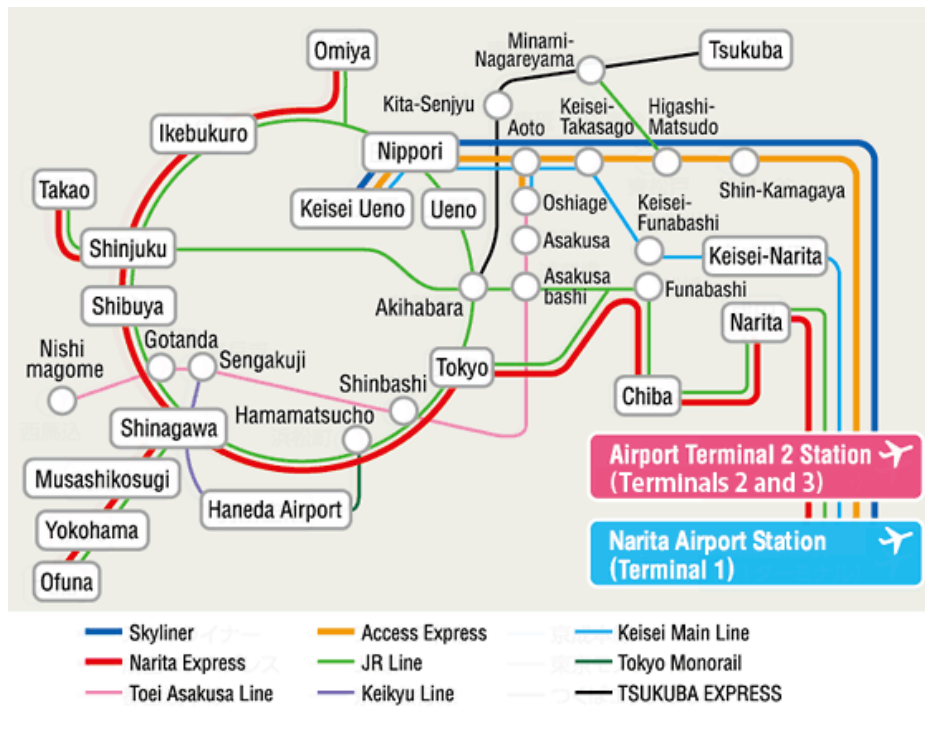 Omiya
Minami-
Nagareyama
Tsukuba
Kita-Senjyu
Keisei-
Takasago
Higashi-
Matsudo
Ikebukuro
Aoto
Nippori
Takao
Keisei Ueno
Ueno
Oshiage
Shin-Kamagaya
Keisei-
Funabashi
Shinjuku
Asakusa
Keisei-Narita
Shibuya
Akihabara
Asakusa
bashi
Funabashi
Narita
Nishi
magome
Gotanda
Sengakuji
Tokyo
Shinbashi
Chiba
Shinagawa
Hamamatsucho
Musashikosugi
Haneda Airport
Yokohama
Ofuna
Airport Terminal 2 Station
(Terminals 2 and 3)
Narita Airport Station
(Terminal 1)
Skyliner
Access Express
Keisei Main Line
Narita Express
JR Line
Tokyo Monorail
Toei Asakusa Line
Keikyu Line
TSUKUBA EXPRESS